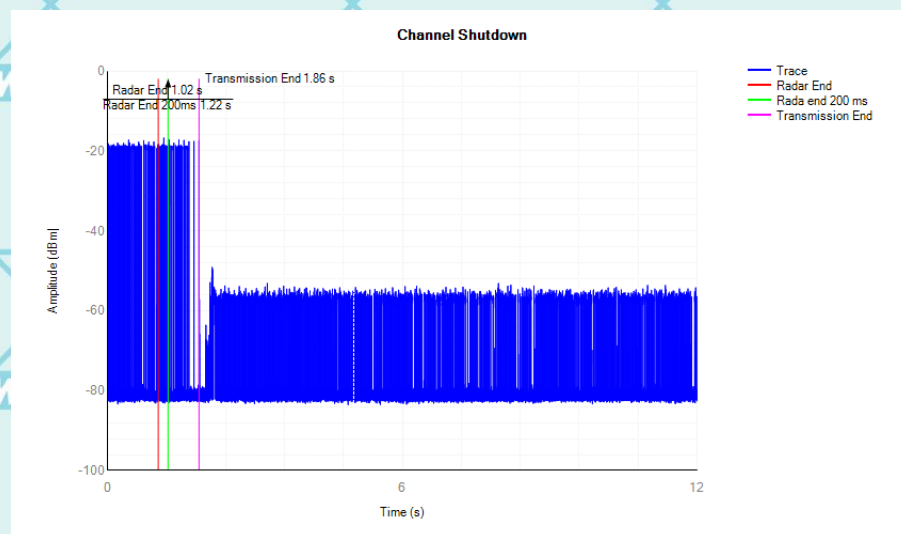 Channel Shutdown
0
-20
-40
-60
-80
-100
Amplitude [dBm]
Radar End 1.02 s
Radar End 200ms 1.22 s
Transmission End 1.86 s
Trace
Radar End
Rada end 200 ms
Transmission End
0
6
12
Time (s)